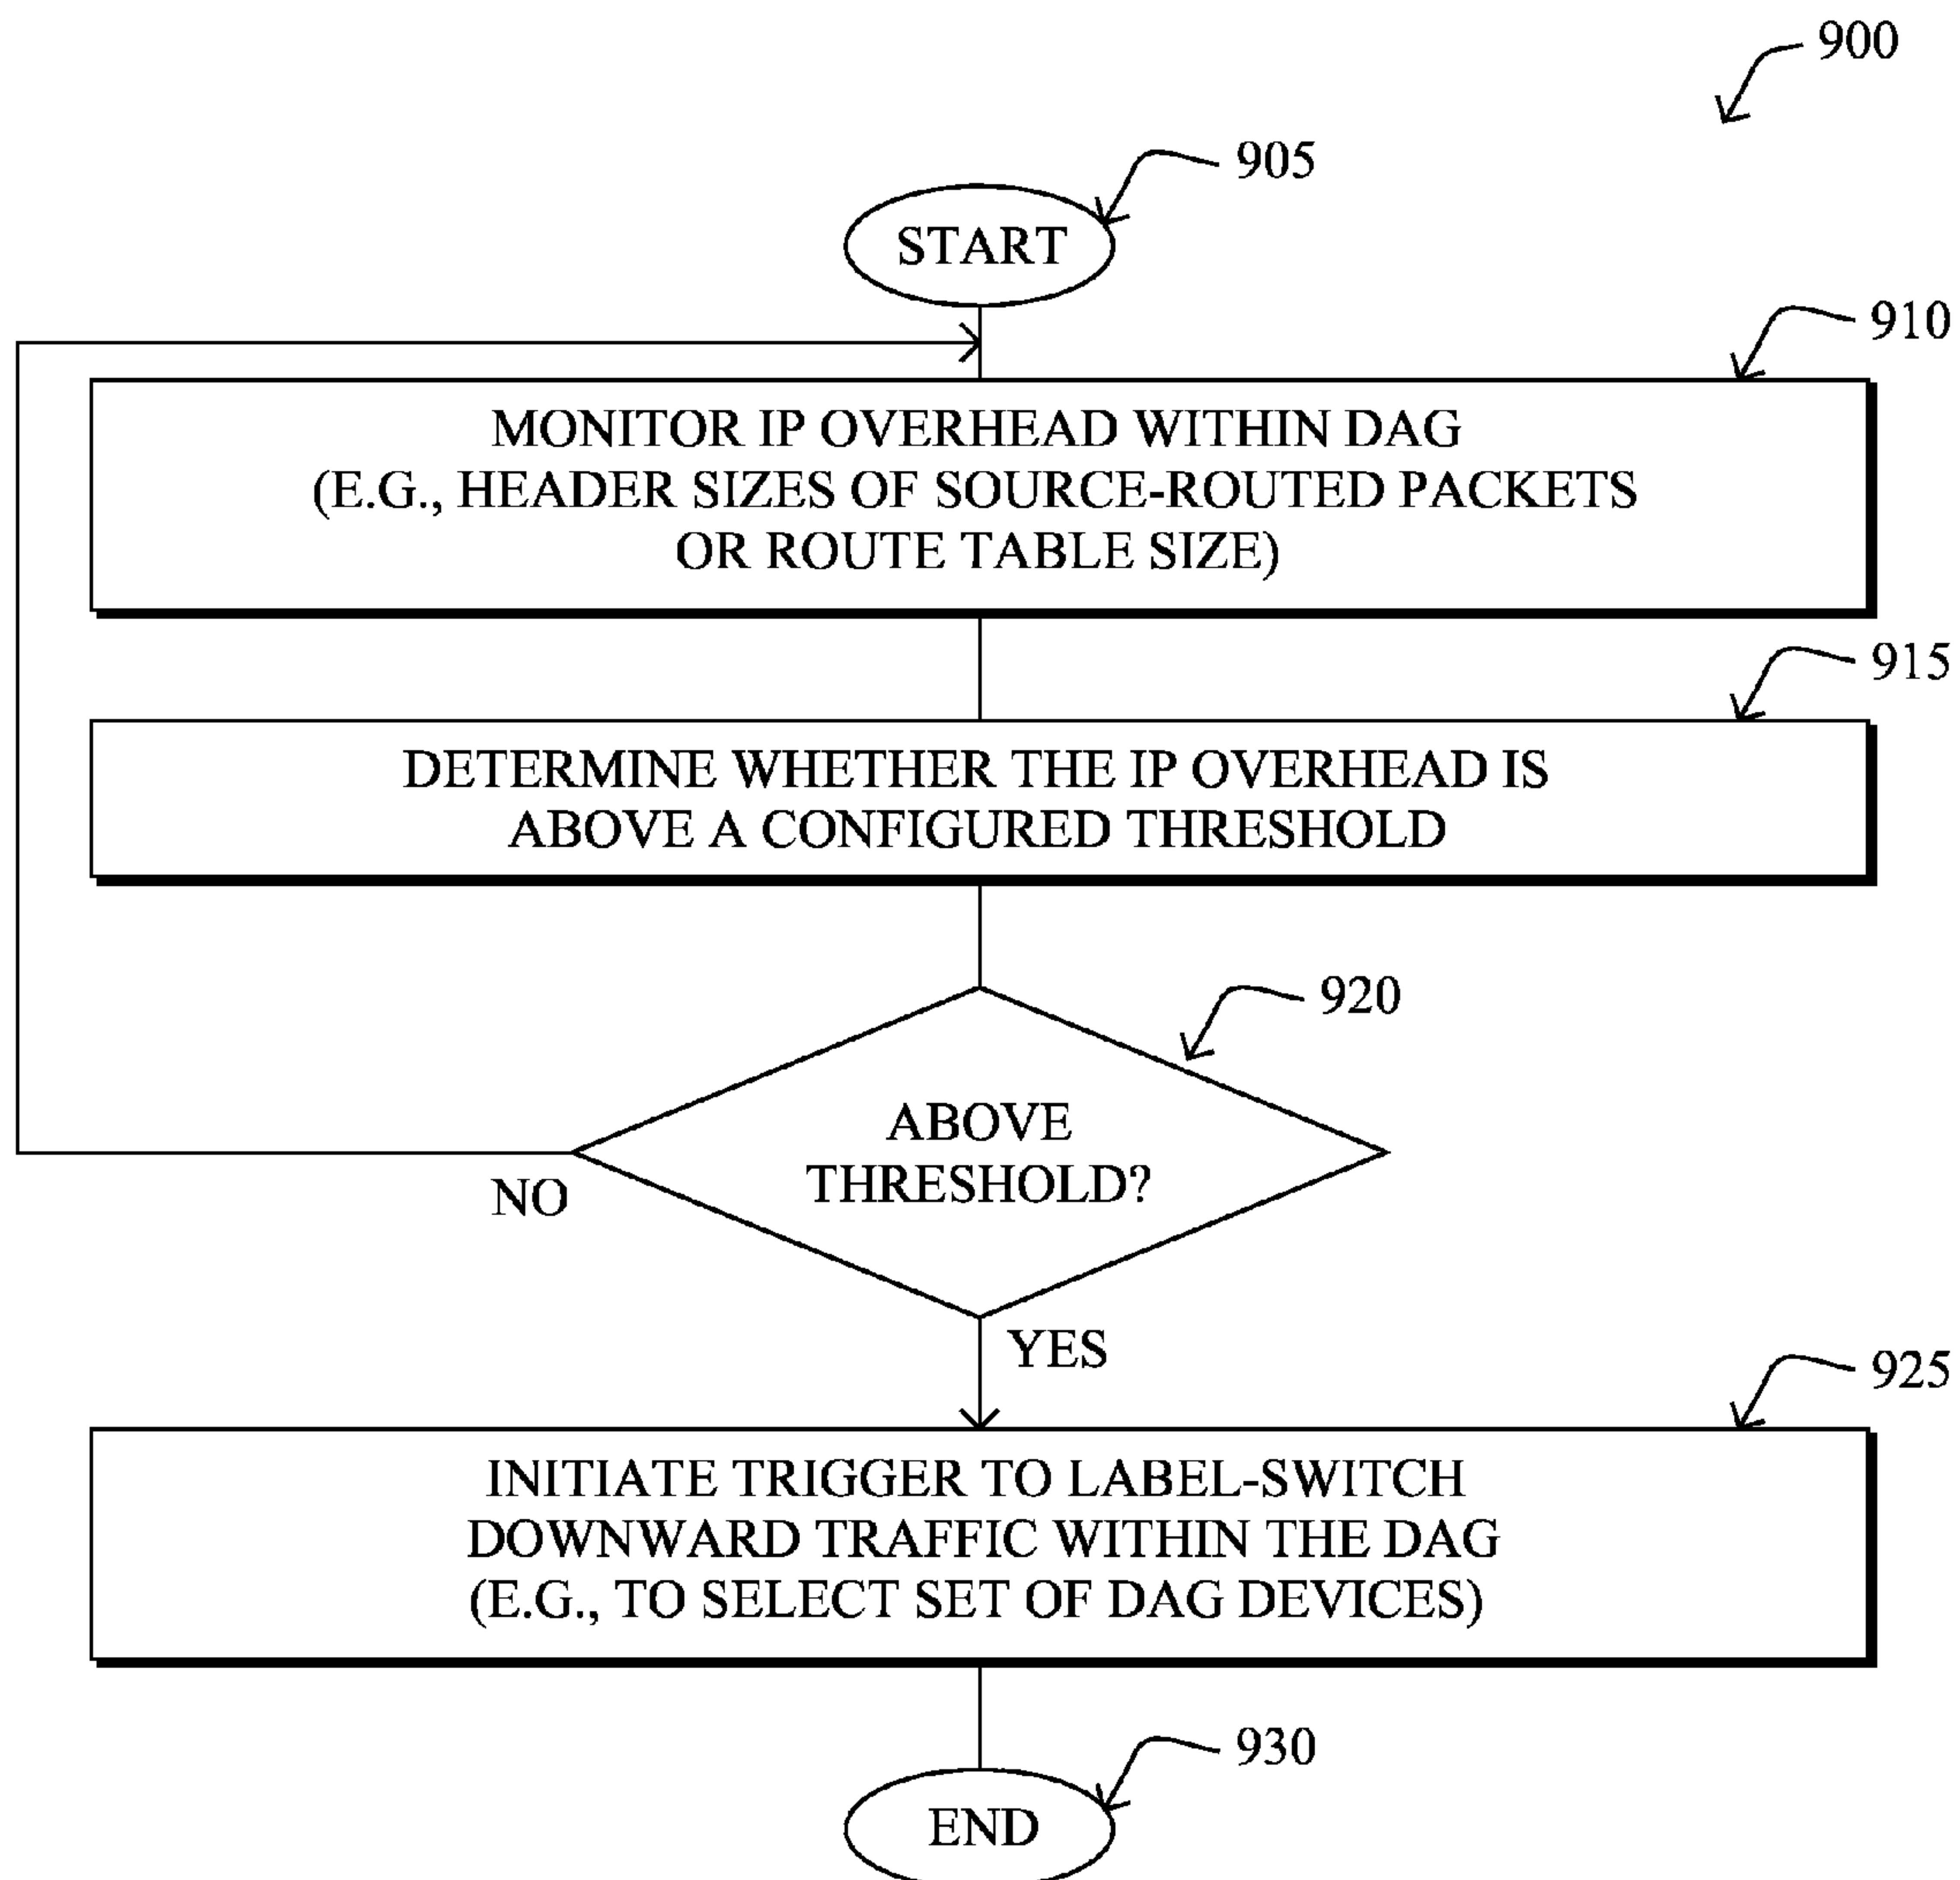 900
905
START
910
MONITOR IP OVERHEAD WITHIN DAG
(E.G., HEADER SIZES OF SOURCE-ROUTED PACKETS
OR ROUTE TABLE SIZE)
915
DETERMINE WHETHER THE IP OVERHEAD IS
ABOVE A CONFIGURED THRESHOLD
920
ABOVE
THRESHOLD?
NO
YES
925
INITIATE TRIGGER TO LABEL-SWITCH
DOWNWARD TRAFFIC WITHIN THE DAG
(E.G., TO SELECT SET OF DAG DEVICES)
930
END